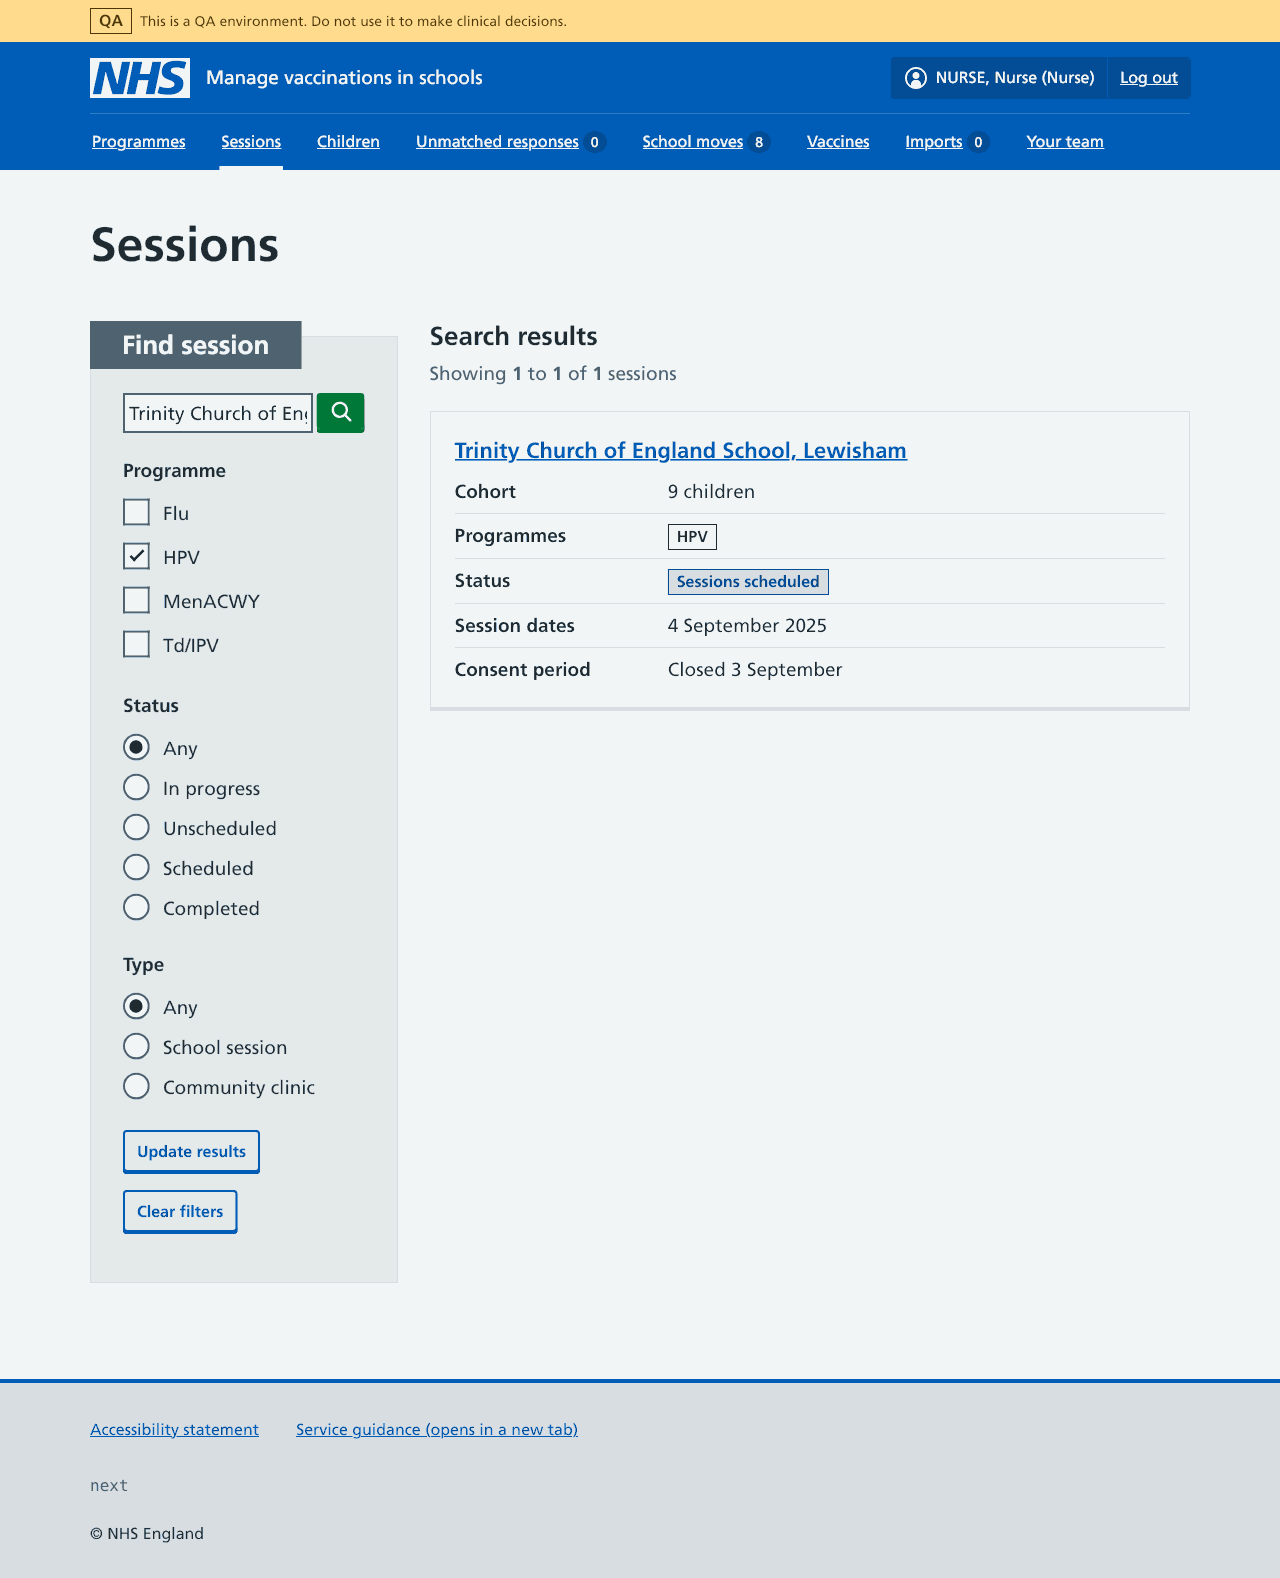 QA This is a QA environment. Do not use it to make clinical decisions.
NHS Manage vaccinations in schools NURSE, Nurse (Nurse) Log out
Programmes Sessions Children Unmatched responses 0 School moves 8 Vaccines Imports 0 Your team
Sessions
Find session
Trinity Church of Eng
Programme
Flu
HPV
MenACWY
Td/IPV
Status
Any
In progress
Unscheduled
Scheduled
Completed
Type
Any
School session
Community clinic
Update results
Clear filters
Search results
Showing 1 to 1 of 1 sessions
Trinity Church of England School, Lewisham
Cohort 9 children
Programmes HPV
Status Sessions scheduled
Session dates 4 September 2025
Consent period Closed 3 September
Accessibility statement Service guidance (opens in a new tab)
next
© NHS England